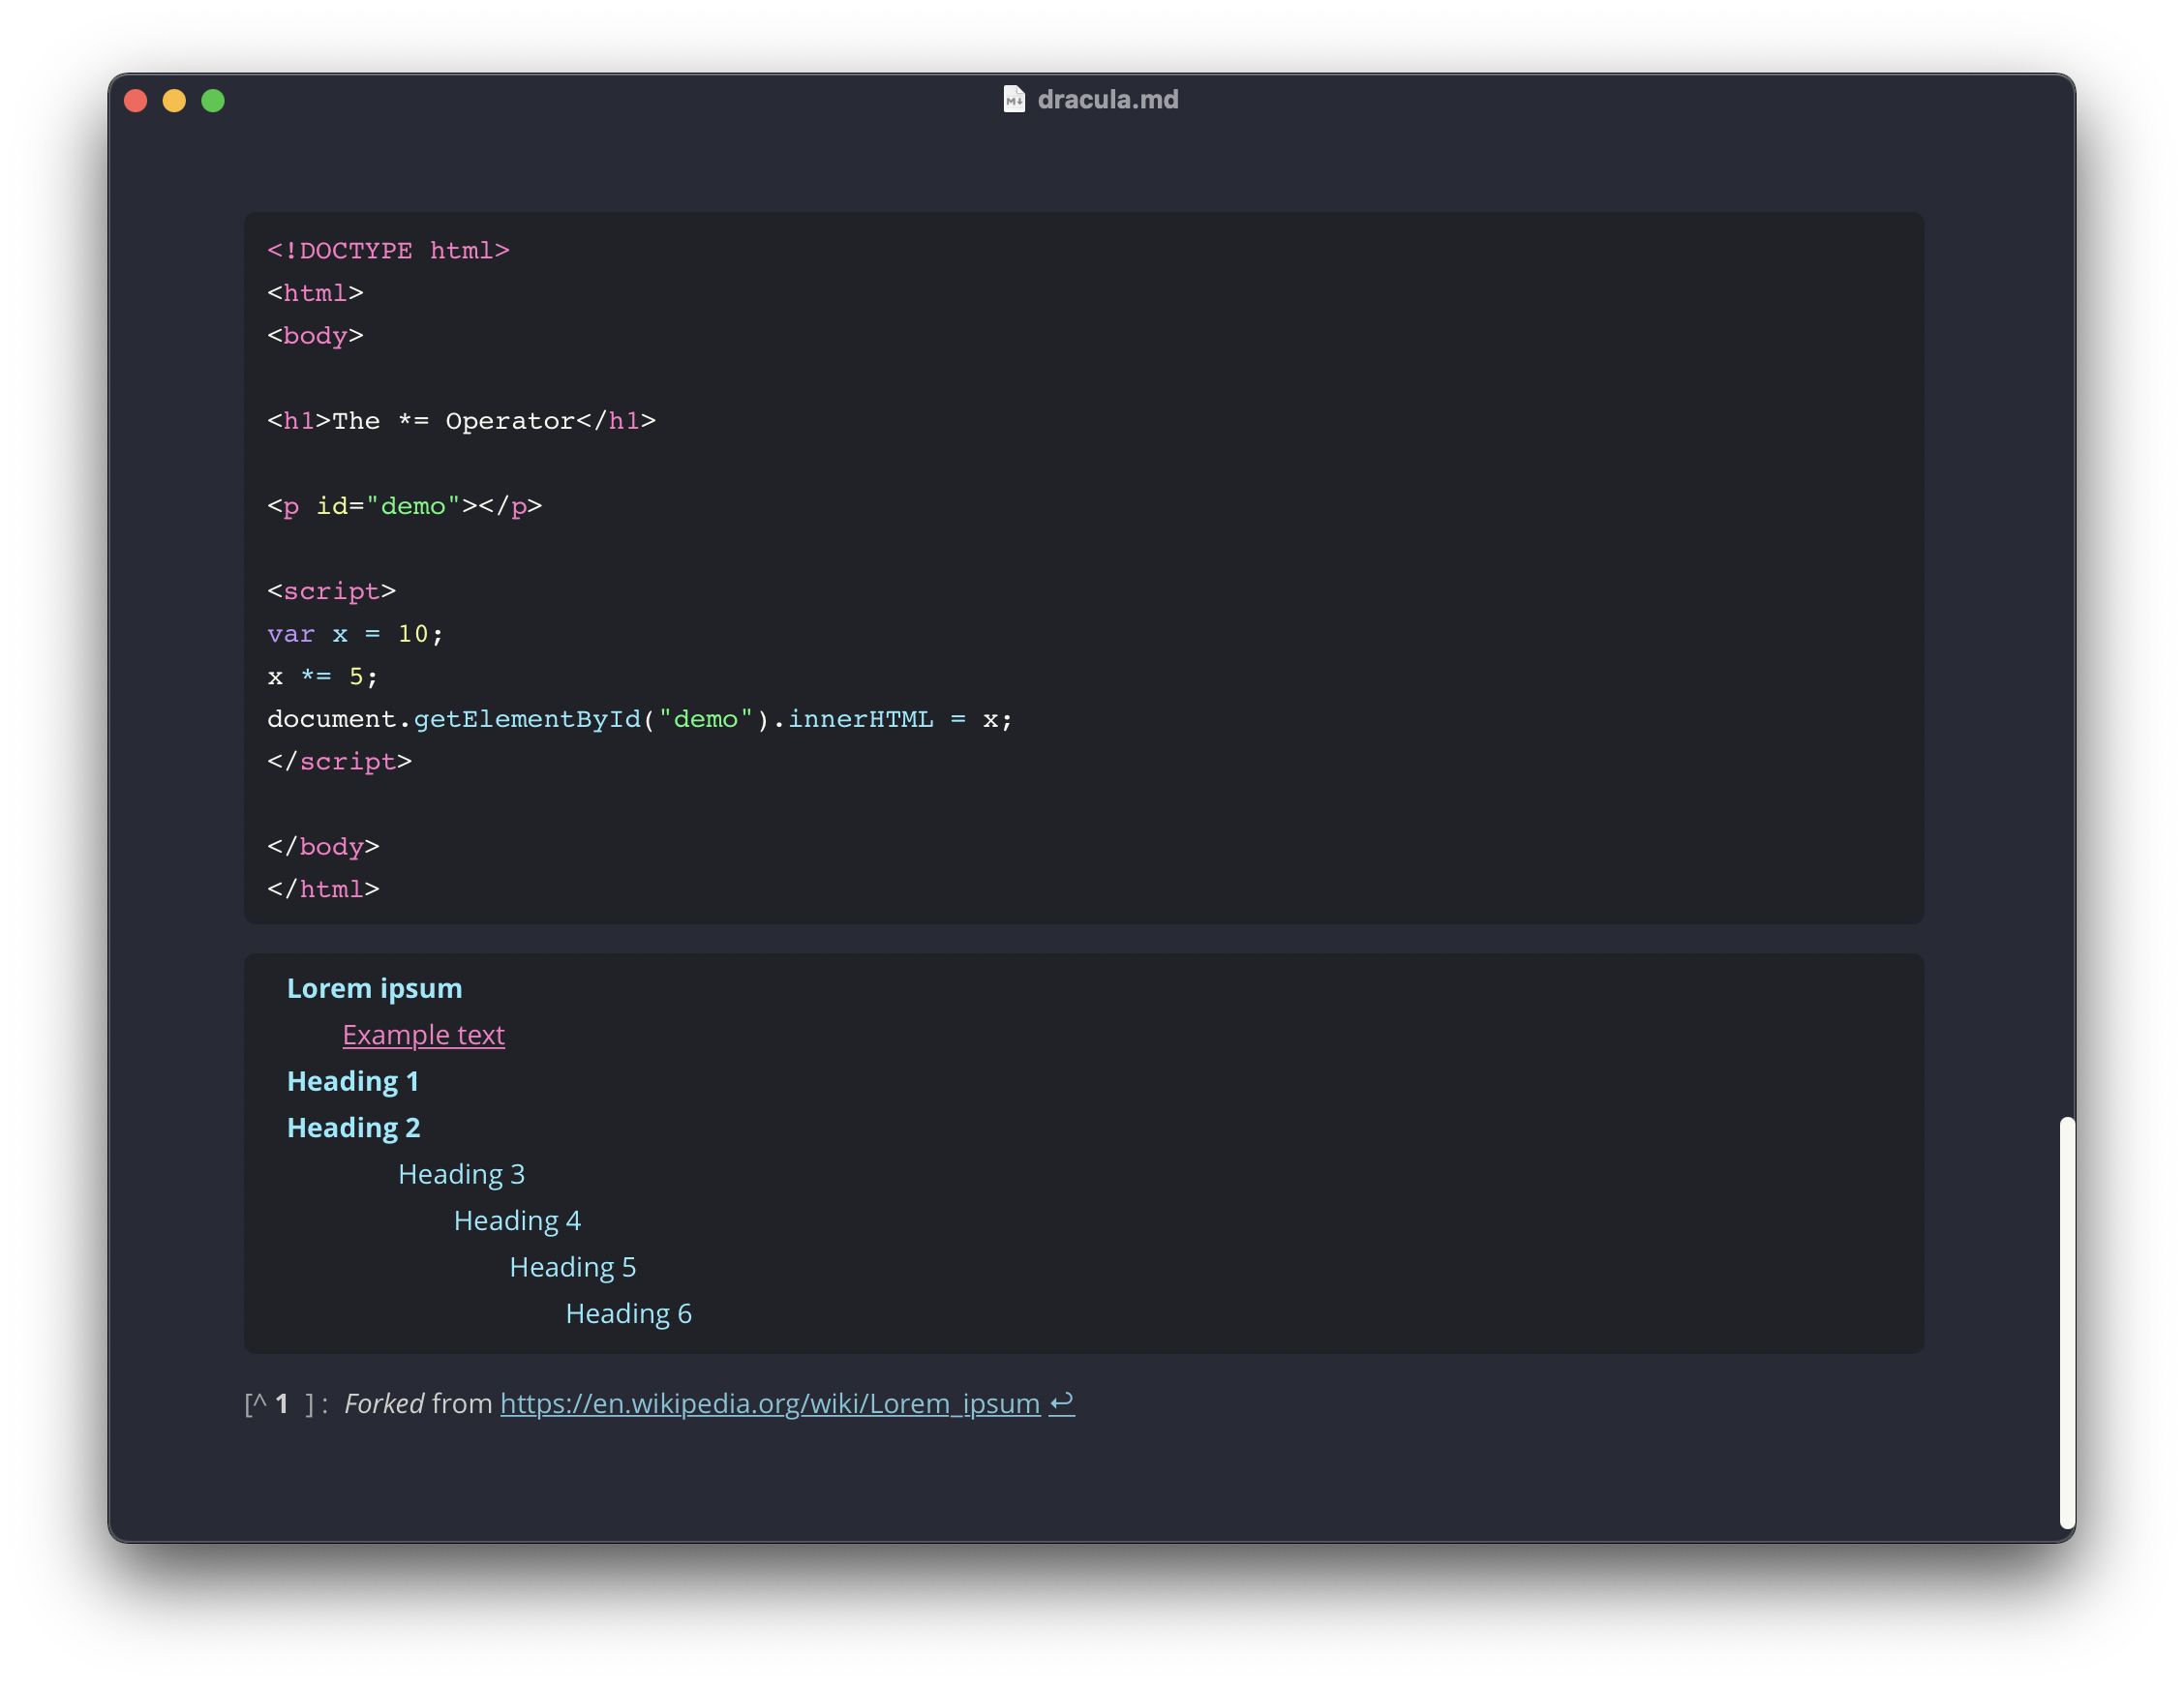 dracula.md
<!DOCTYPE html>
<html>
<body>
<h1>The *= Operator</h1>
<p id="demo"></p>
<script>
var x = 10;
x *= 5;
document.getElementById("demo").innerHTML = x;
</script>
</body>
</html>
Lorem ipsum
Example text
Heading 1
Heading 2
Heading 3
Heading 4
Heading 5
Heading 6
[^ 1 ] : Forked from https://en.wikipedia.org/wiki/Lorem_ipsum ↩